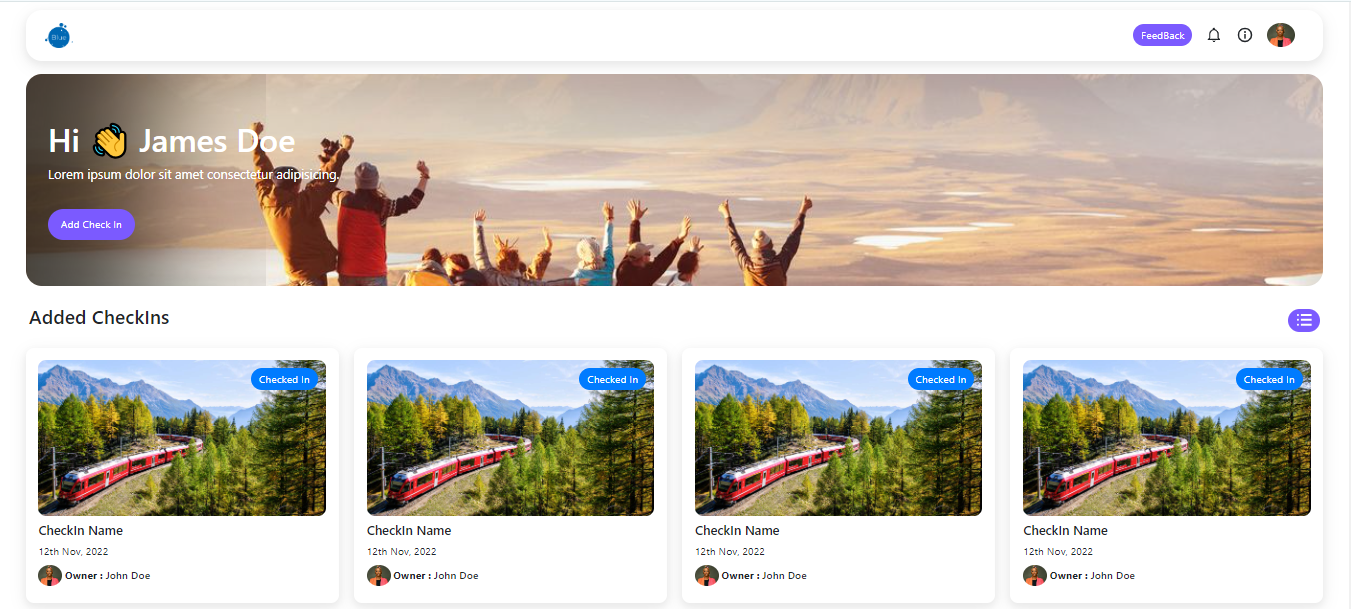 Blue
FeedBack
Hi 👋 James Doe
Lorem ipsum dolor sit amet consectetur adipisicing.
Add Check In
Added CheckIns
Checked In
Checked In
Checked In
Checked In
CheckIn Name
12th Nov, 2022
Owner : John Doe
CheckIn Name
12th Nov, 2022
Owner : John Doe
CheckIn Name
12th Nov, 2022
Owner : John Doe
CheckIn Name
12th Nov, 2022
Owner : John Doe